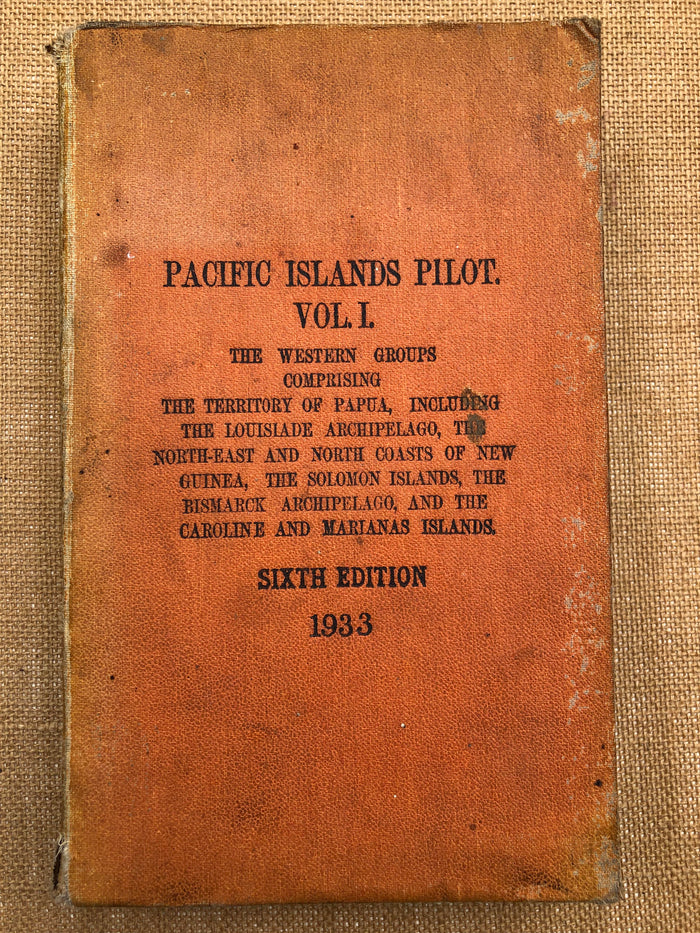 PACIFIC ISLANDS PILOT.
VOL. I.
THE WESTERN GROUPS
COMPRISING
THE TERRITORY OF PAPUA, INCLUDING
THE LOUISIADE ARCHIPELAGO, THE
NORTH-EAST AND NORTH COASTS OF NEW
GUINEA, THE SOLOMON ISLANDS, THE
BISMARCK ARCHIPELAGO, AND THE
CAROLINE AND MARIANAS ISLANDS.
SIXTH EDITION
1933